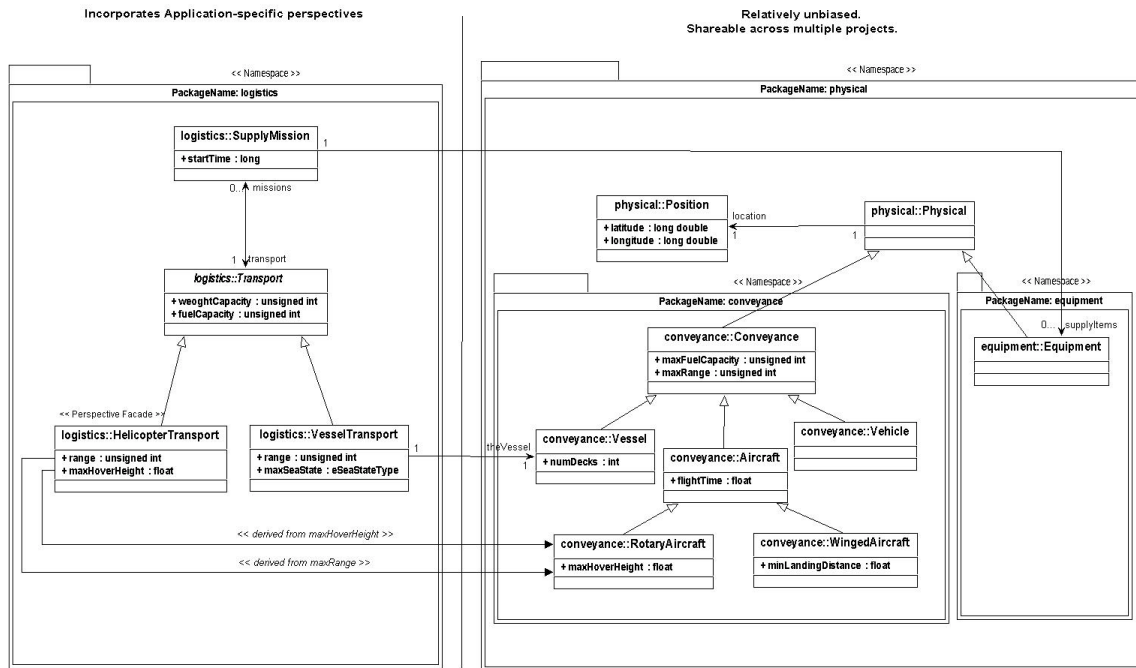 Incorporates Application-specific perspectives
Relatively unbiased.
Shareable across multiple projects.
<< Namespace >>
PackageName: logistics
logistics::SupplyMission
+ startTime : long
0... missions
1 transport
logistics::Transport
+ weoghtCapacity : unsigned int
+ fuelCapacity : unsigned int
<< Perspective Facade >>
logistics::HelicopterTransport
+ range : unsigned int
+ maxHoverHeight : float
logistics::VesselTransport
+ range : unsigned int
+ maxSeaState : eSeaStateType
1
<< derived from maxHoverHeight >>
<< derived from maxRange >>
<< Namespace >>
PackageName: physical
1
physical::Position
+ latitude : long double
+ longitude : long double
location
1
1
physical::Physical
<< Namespace >>
PackageName: conveyance
conveyance::Conveyance
+ maxFuelCapacity : unsigned int
+ maxRange : unsigned int
theVessel
1
conveyance::Vessel
+ numDecks : int
conveyance::Aircraft
+ flightTime : float
conveyance::Vehicle
conveyance::RotaryAircraft
+ maxHoverHeight : float
conveyance::WingedAircraft
+ minLandingDistance : float
<< Namespace >>
PackageName: equipment
0... supplyItems
equipment::Equipment